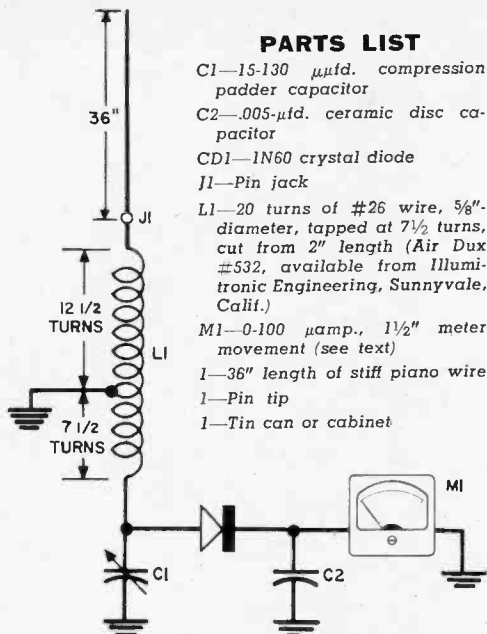 PARTS LIST
C1—15-130 μμfd. compression
padder capacitor
C2—.005-μfd. ceramic disc ca-
pacitor
CD1—1N60 crystal diode
J1—Pin jack
L1—20 turns of #26 wire, 5/8"-
diameter, tapped at 7½ turns,
cut from 2" length (Air Dux
#532, available from Illumi-
tronic Engineering, Sunnyvale,
Calif.)
M1—0-100 μamp., 1½" meter
movement (see text)
1—36" length of stiff piano wire
1—Pin tip
1—Tin can or cabinet
36"
J1
12 1/2
TURNS
L1
7 1/2
TURNS
M1
C1
C2